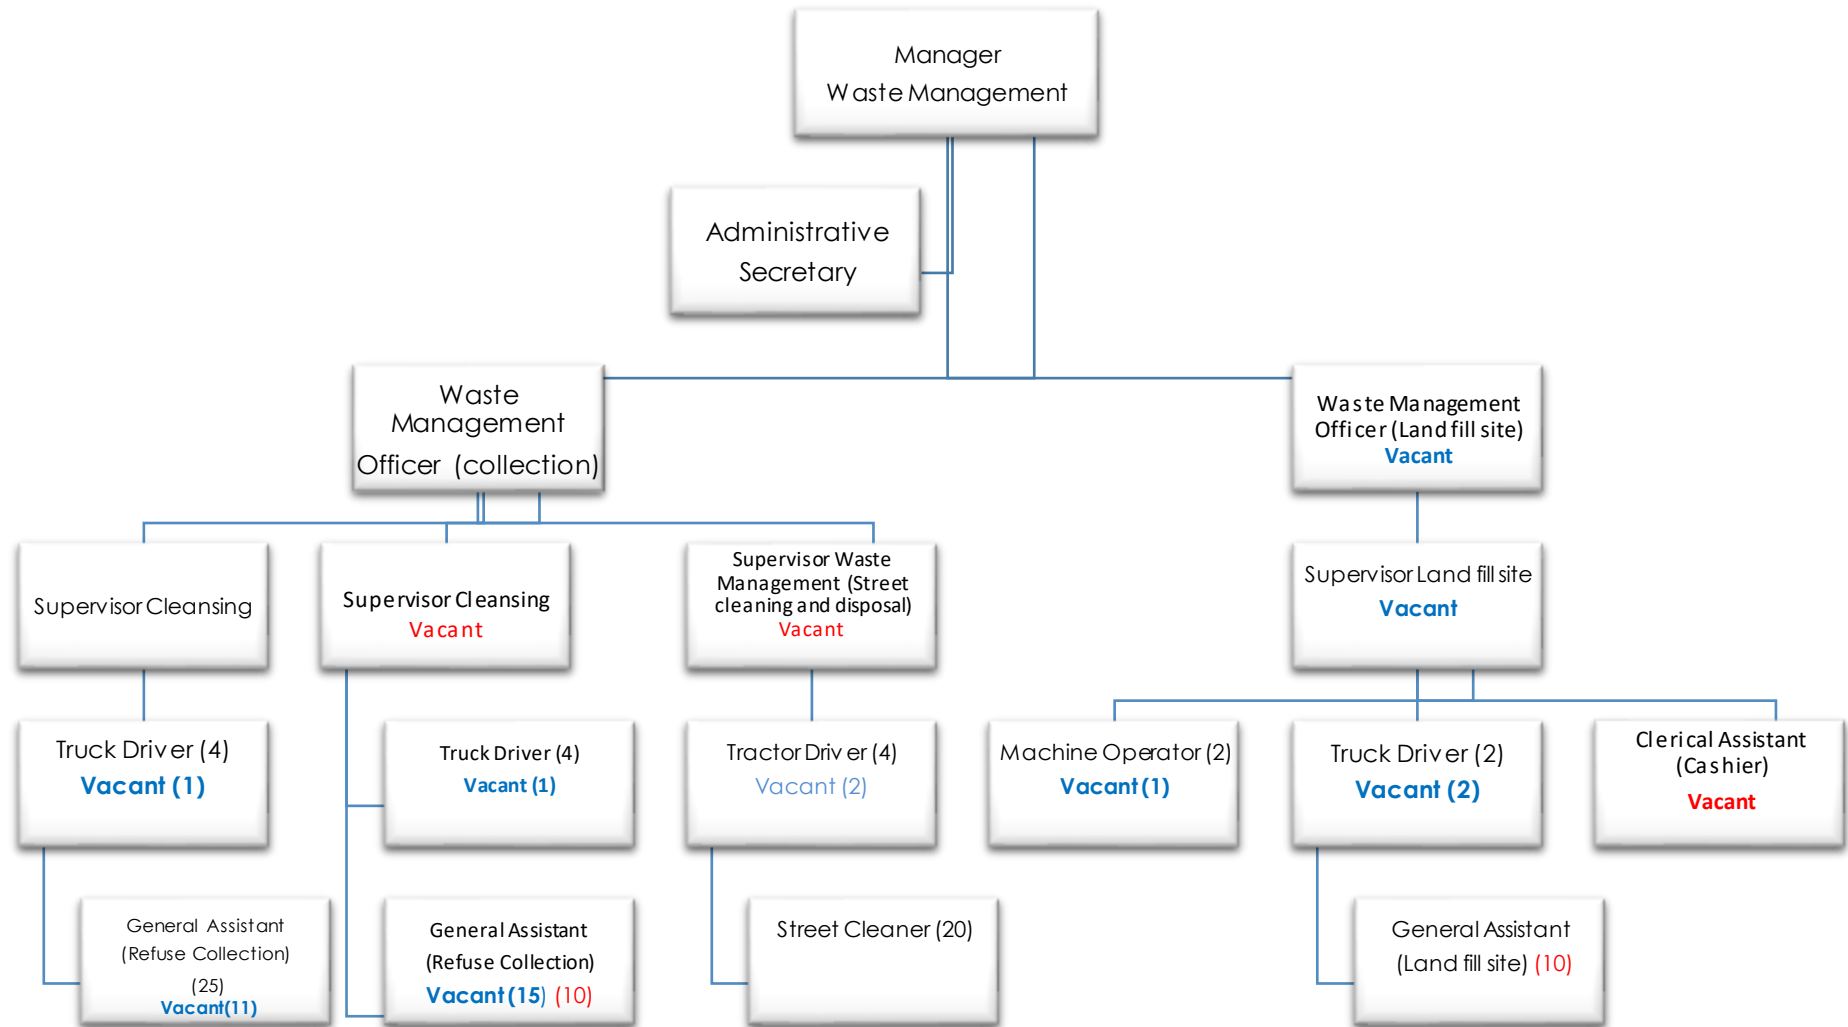 Manager
Waste Management
Administrative
Secretary
Waste
Management
Officer (collection)
Waste Management
Officer (Land fill site)
Vacant
Supervisor Cleansing
Supervisor Cleansing
Vacant
Supervisor Waste
Management (Street
cleaning and disposal)
Vacant
Supervisor Land fill site
Vacant
Truck Driver (4)
Vacant (1)
Truck Driver (4)
Vacant (1)
Tractor Driver (4)
Vacant (2)
Machine Operator (2)
Vacant (1)
Truck Driver (2)
Vacant (2)
Clerical Assistant
(Cashier)
Vacant
General Assistant
(Refuse Collection)
(25)
Vacant(11)
General Assistant
(Refuse Collection)
Vacant (15) (10)
Street Cleaner (20)
General Assistant
(Land fill site) (10)